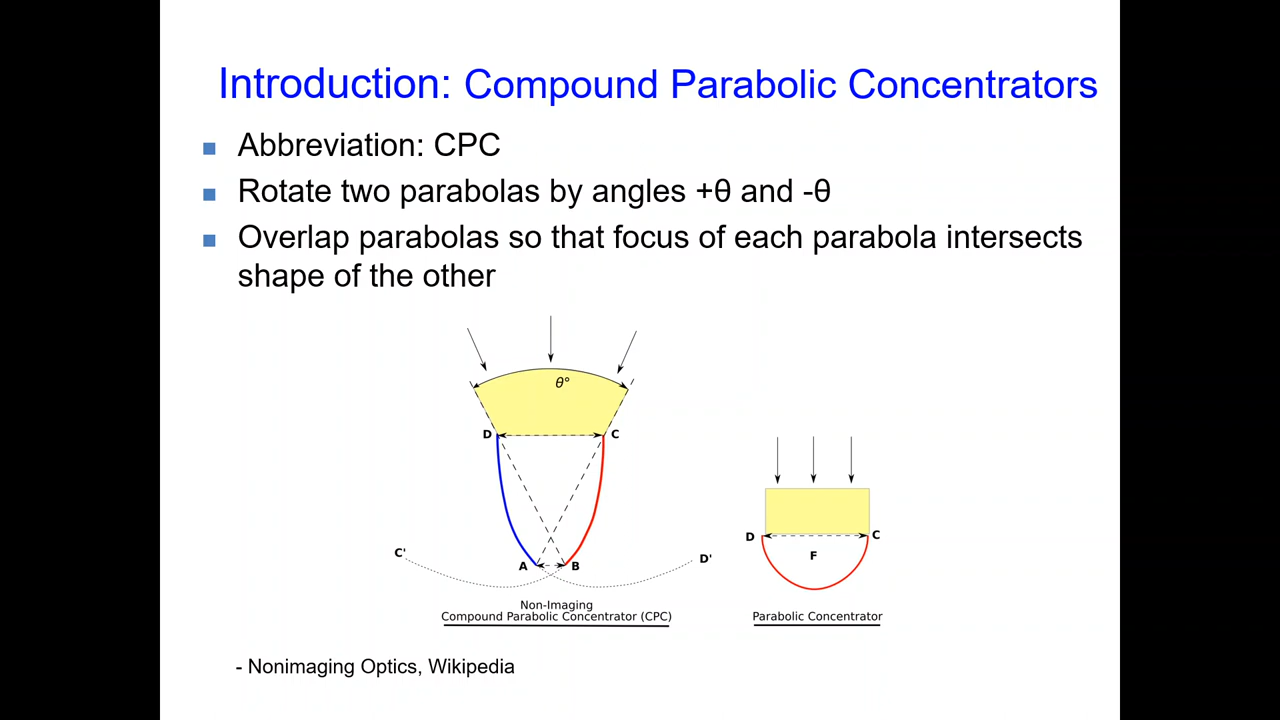 Introduction: Compound Parabolic Concentrators
Abbreviation: CPC
Rotate two parabolas by angles +θ and -θ
Overlap parabolas so that focus of each parabola intersects
shape of the other
θ°
D
C
C'
A
B
D'
Non-Imaging
Compound Parabolic Concentrator (CPC)
D
C
F
Parabolic Concentrator
- Nonimaging Optics, Wikipedia